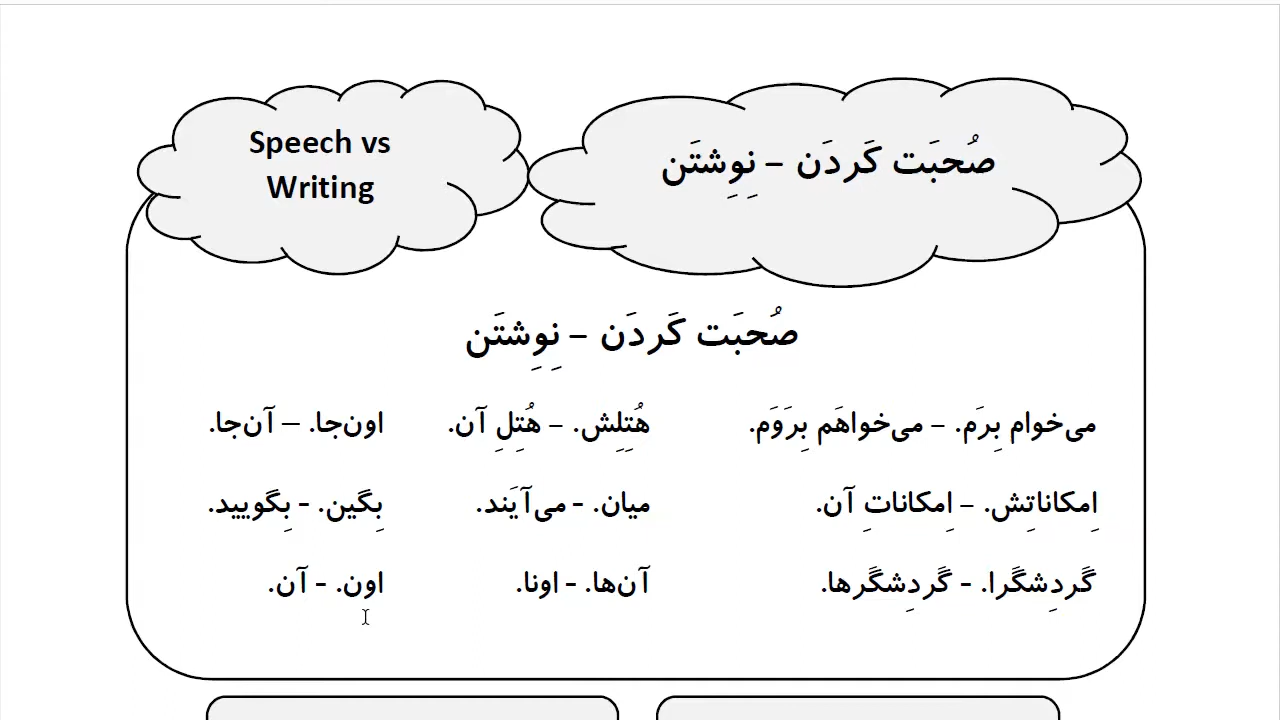 Speech vs
Writing
صُحبَت کَردَن – نِوِشتَن
صُحبَت کَردَن – نِوِشتَن
می‌خوام بِرَم. – می‌خواهَم بِرَوَم.
هُتِلِش. – هُتِلِ آن.
اون‌جا. – آن‌جا.
اِمکاناتِش. – اِمکاناتِ آن.
میان. - می‌آیَند.
بِگین. - بِگویید.
گَردِشگَرا. - گَردِشگَرها.
آن‌ها. - اونا.
اون. - آن.